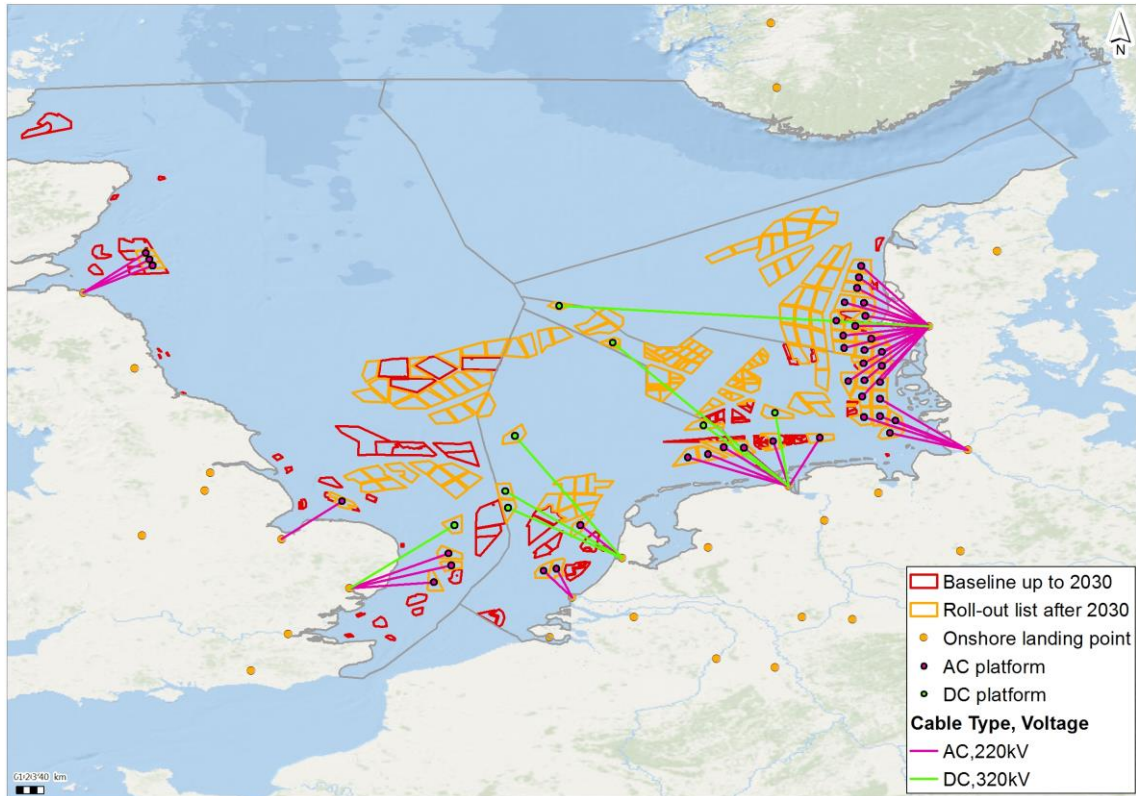 N
Baseline up to 2030
Roll-out list after 2030
Onshore landing point
AC platform
DC platform
Cable Type, Voltage
AC,220kV
DC,320kV
km